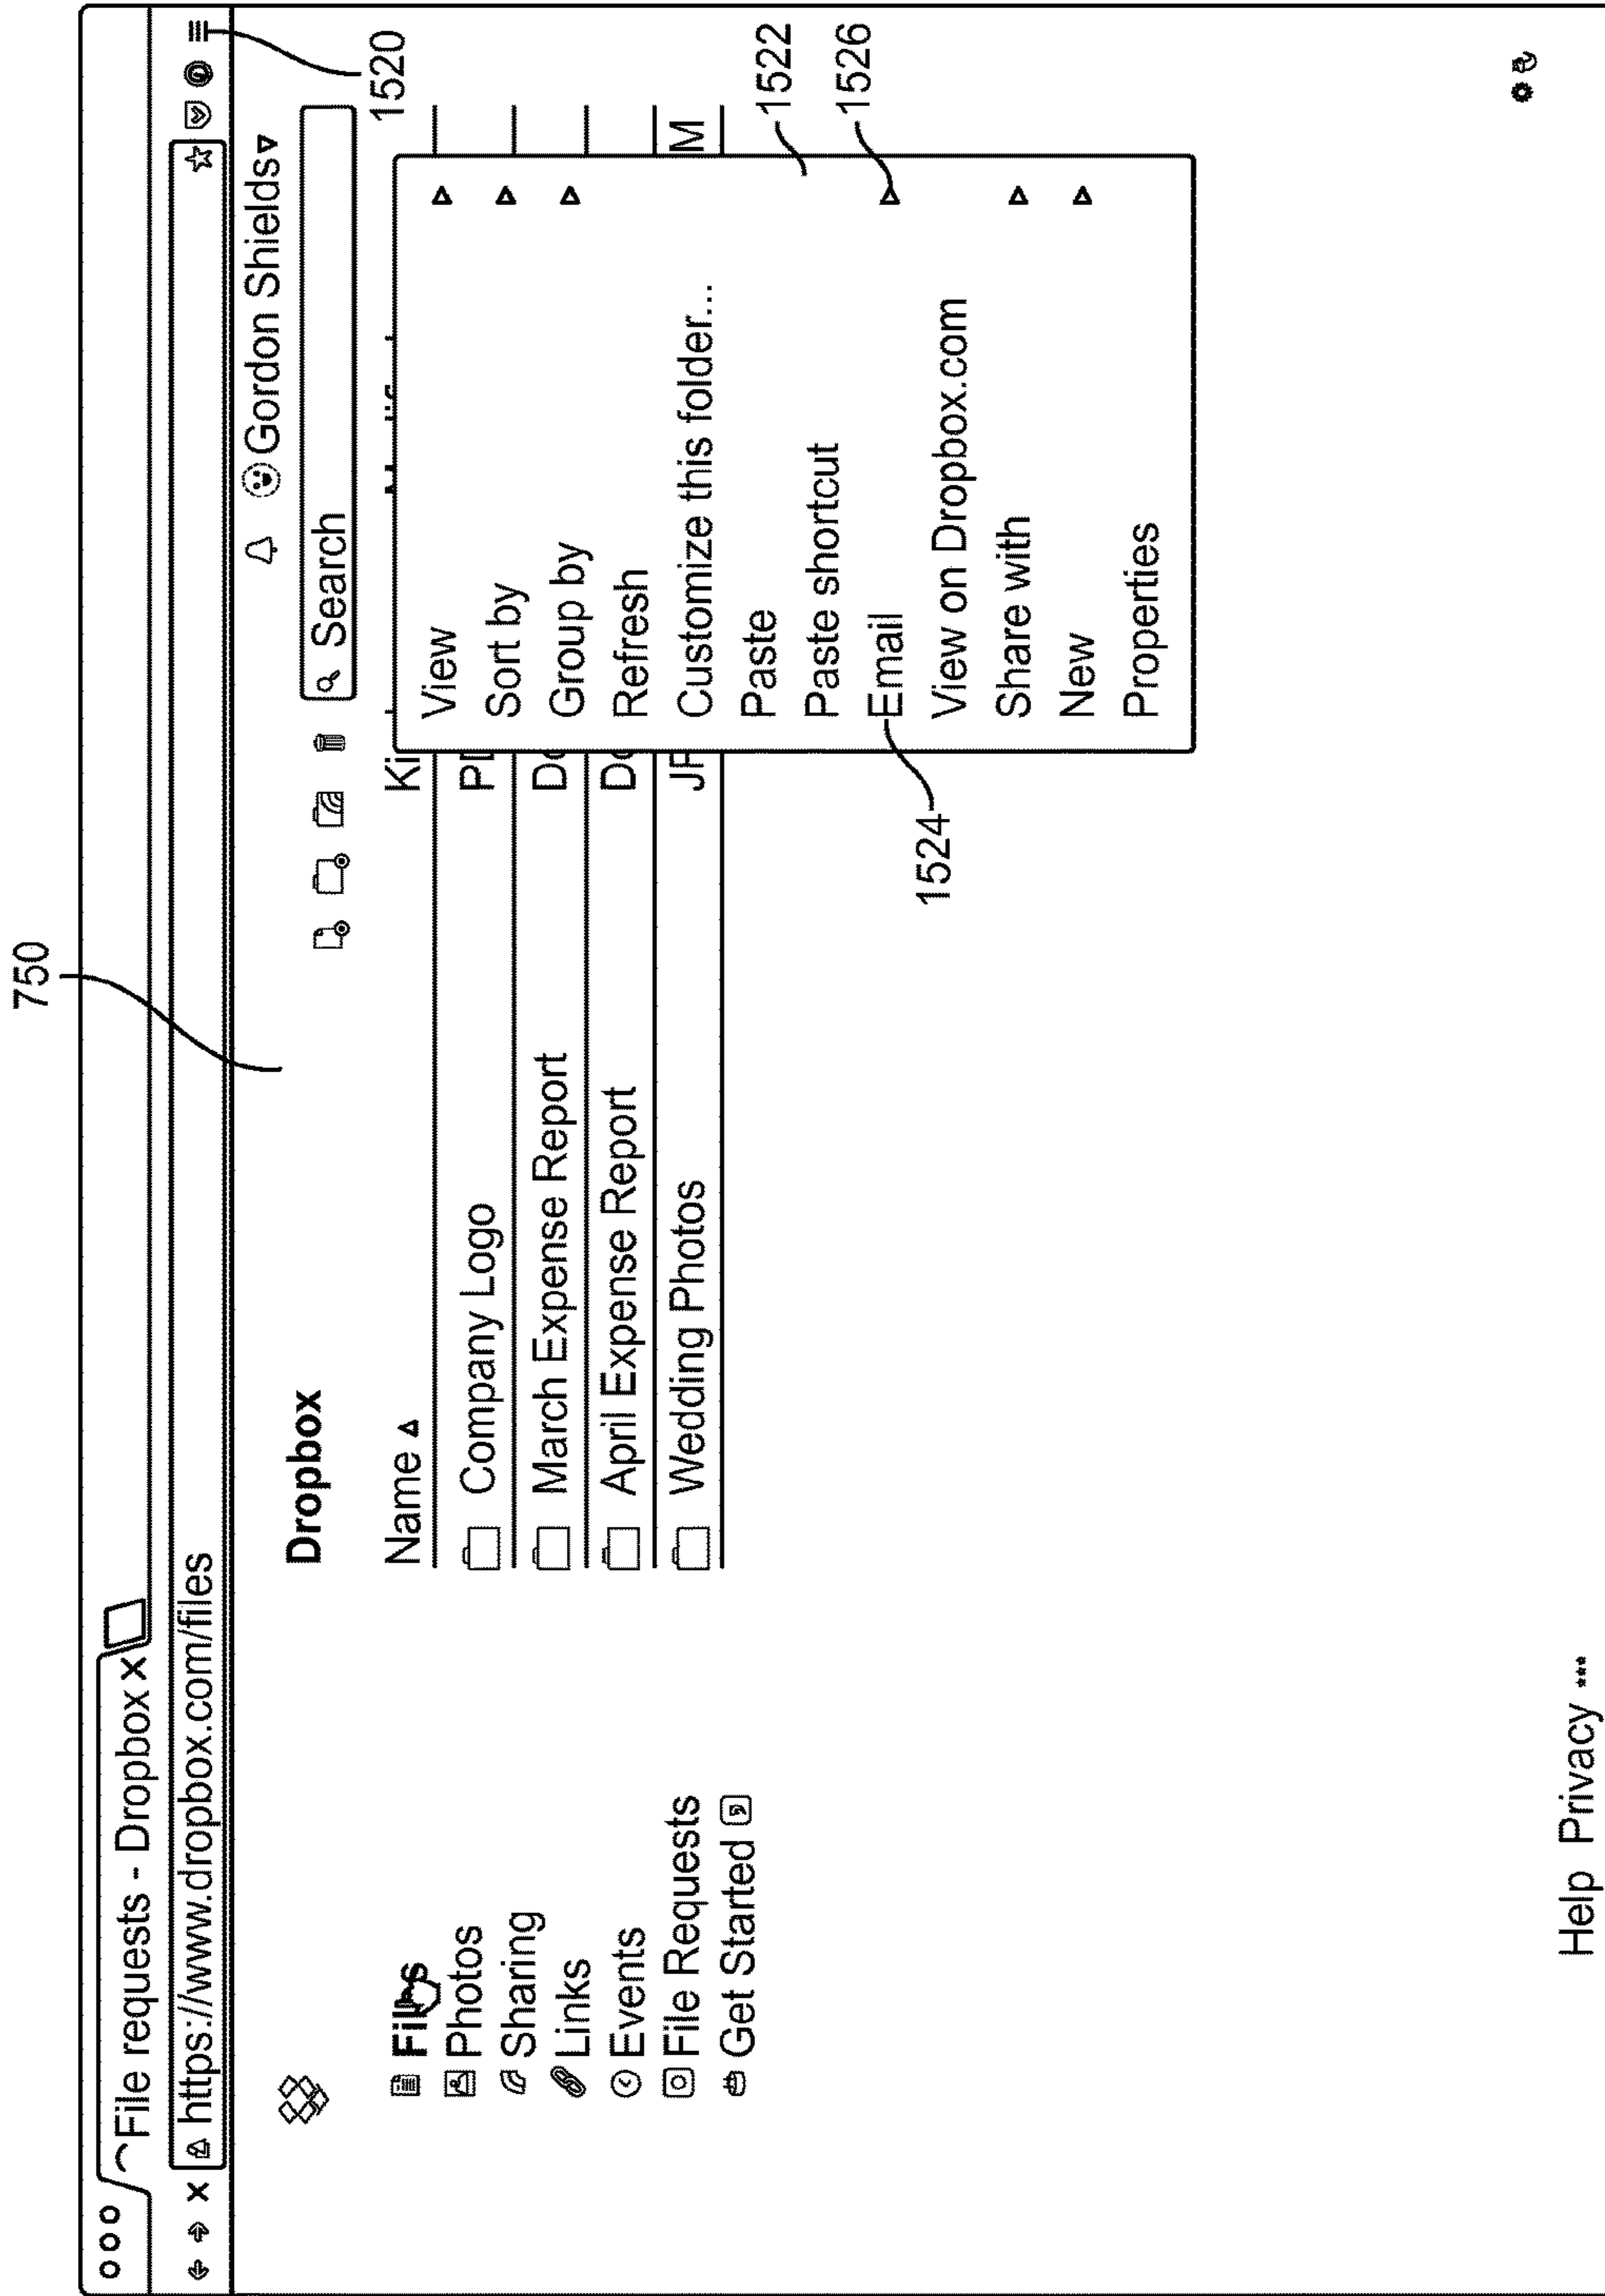 750
File requests - Dropbox x
https://www.dropbox.com/files
1520
Gordon Shields
Dropbox
Search
Name
Files
Photos
Sharing
Links
Events
File Requests
Get Started
Company Logo
March Expense Report
April Expense Report
Wedding Photos
View
Sort by
Group by
Refresh
Customize this folder...
Paste
Paste shortcut
Email
View on Dropbox.com
Share with
New
Properties
1522
1526
1524
Help Privacy